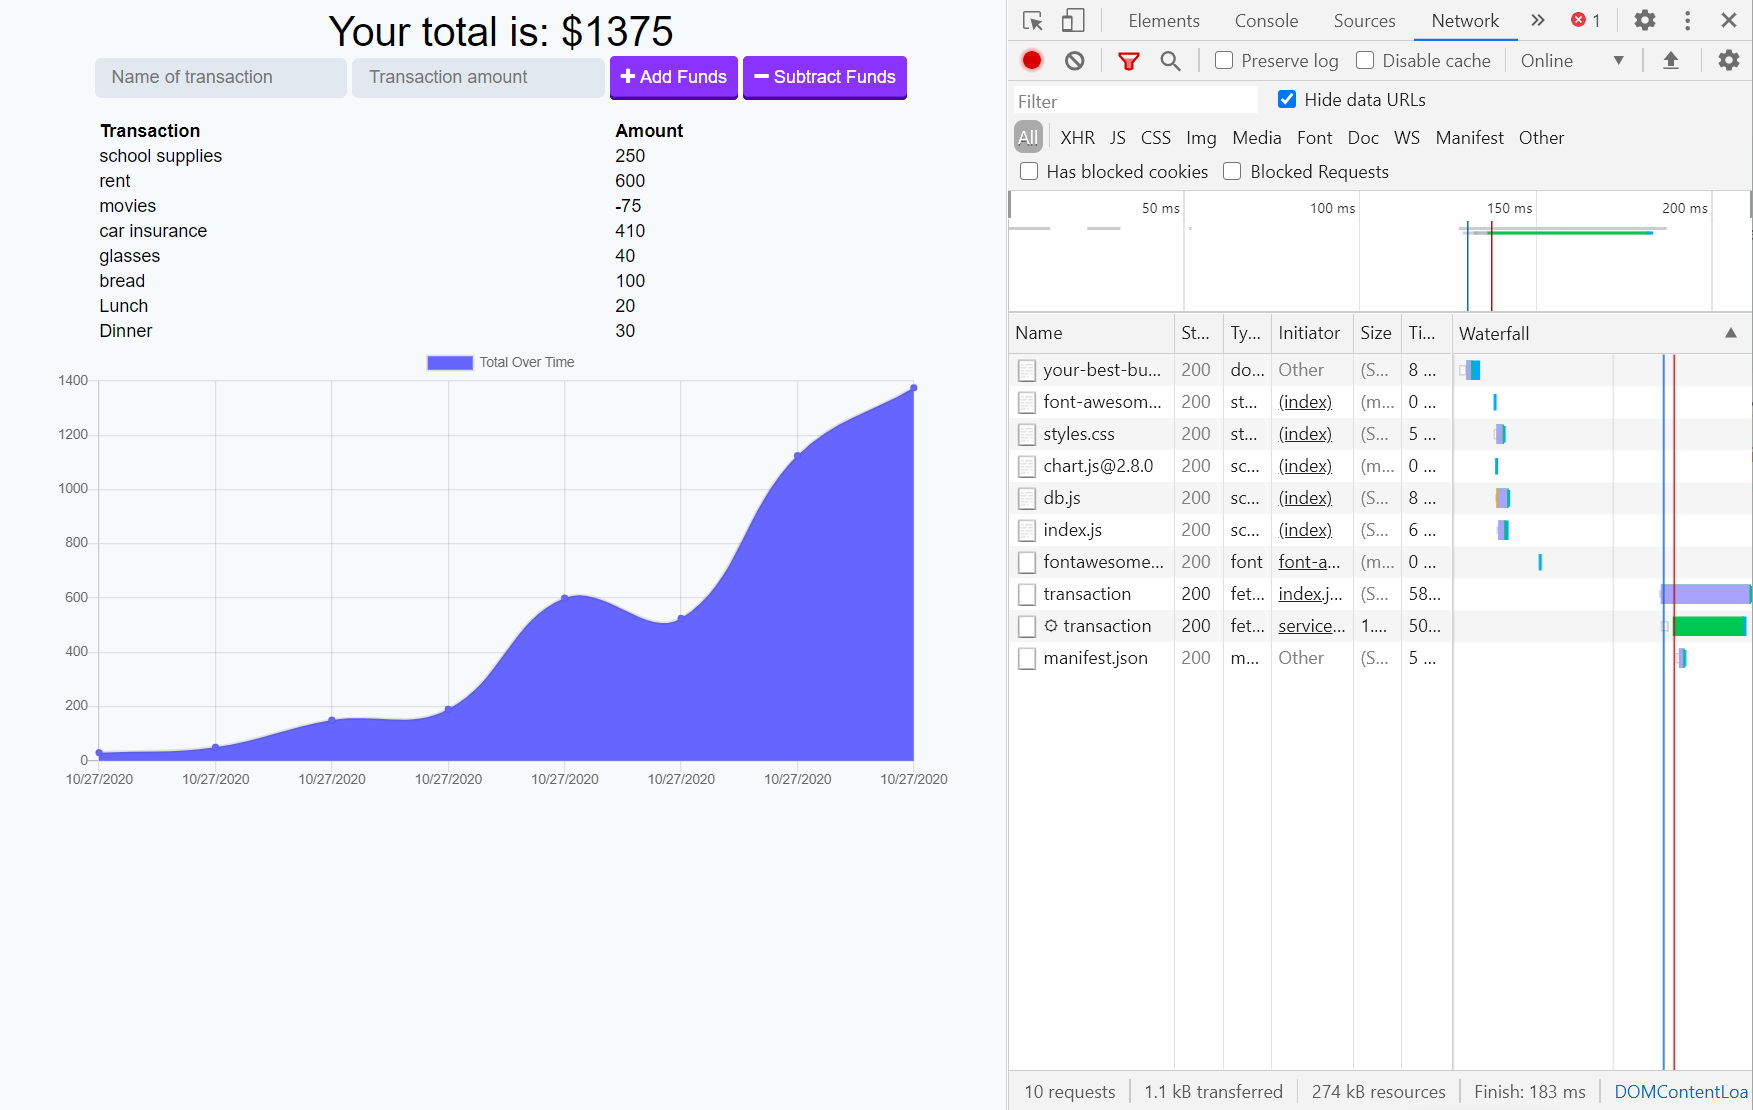 Your total is: $1375
Name of transaction Transaction amount Add Funds Subtract Funds
Transaction Amount
school supplies 250
rent 600
movies -75
car insurance 410
glasses 40
bread 100
Lunch 20
Dinner 30
Total Over Time
1400
1200
1000
800
600
400
200
0
10/27/2020 10/27/2020 10/27/2020 10/27/2020 10/27/2020 10/27/2020 10/27/2020 10/27/2020
Elements Console Sources Network 1
Preserve log Disable cache Online
Filter Hide data URLs
All XHR JS CSS Img Media Font Doc WS Manifest Other
Has blocked cookies Blocked Requests
50 ms 100 ms 150 ms 200 ms
Name St... Ty... Initiator Size Ti... Waterfall
your-best-bu... 200 do... Other (S... 8 ...
font-awesom... 200 st... (index) (m... 0 ...
styles.css 200 st... (index) (S... 5 ...
chart.js@2.8.0 200 sc... (index) (m... 0 ...
db.js 200 sc... (index) (S... 8 ...
index.js 200 sc... (index) (S... 6 ...
fontawesome... 200 font font-a... (m... 0 ...
transaction 200 fet... index.j... (S... 58...
transaction 200 fet... service... 1.... 50...
manifest.json 200 m... Other (S... 5 ...
10 requests 1.1 kB transferred 274 kB resources Finish: 183 ms DOMContentLoa